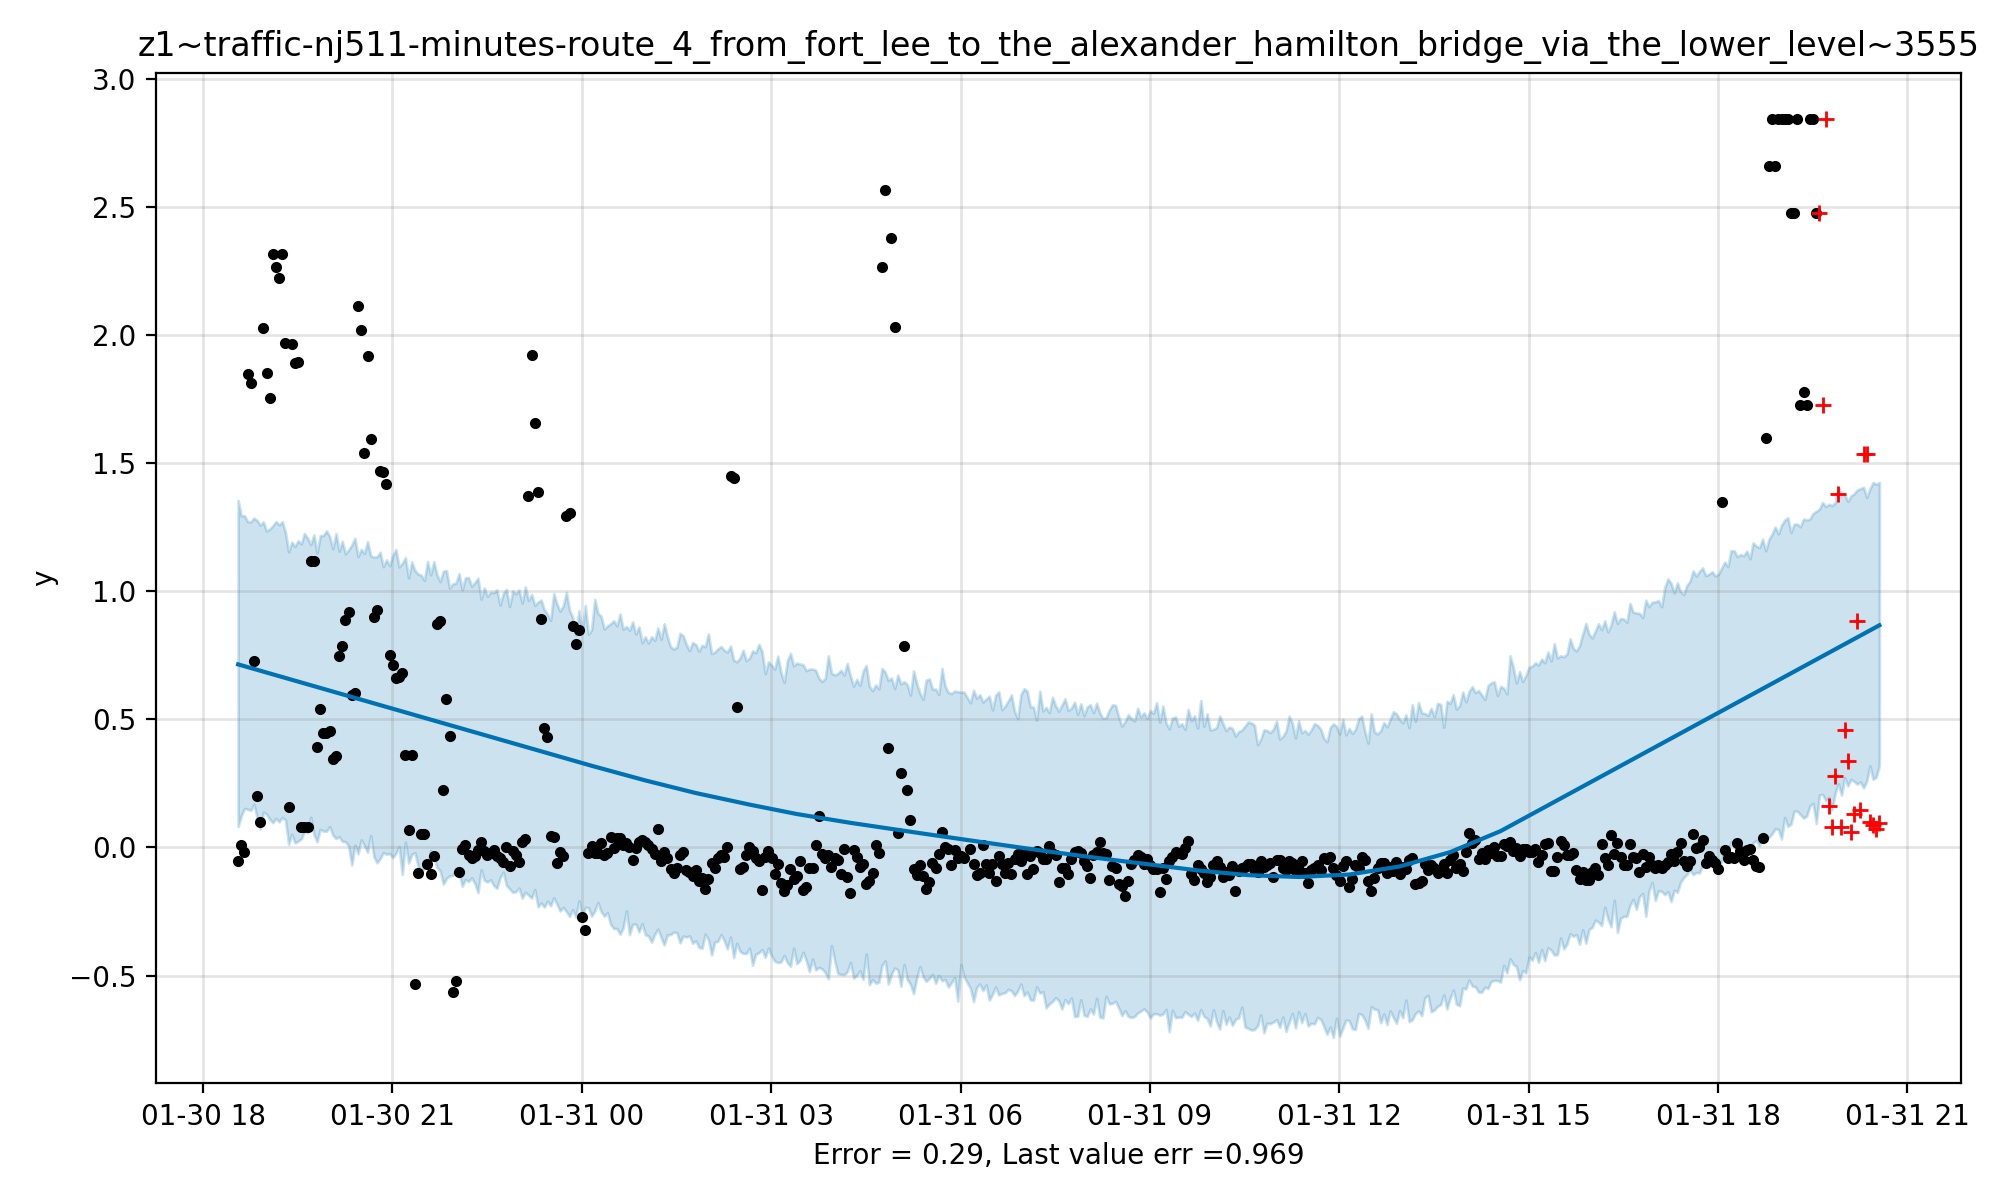 z1~traffic-nj511-minutes-route_4_from_fort_lee_to_the_alexander_hamilton_bridge_via_the_lower_level~3555
3.0
2.5
2.0
1.5
1.0
0.5
0.0
−0.5
y
01-30 18 01-30 21 01-31 00 01-31 03 01-31 06 01-31 09 01-31 12 01-31 15 01-31 18 01-31 21
Error = 0.29, Last value err =0.969